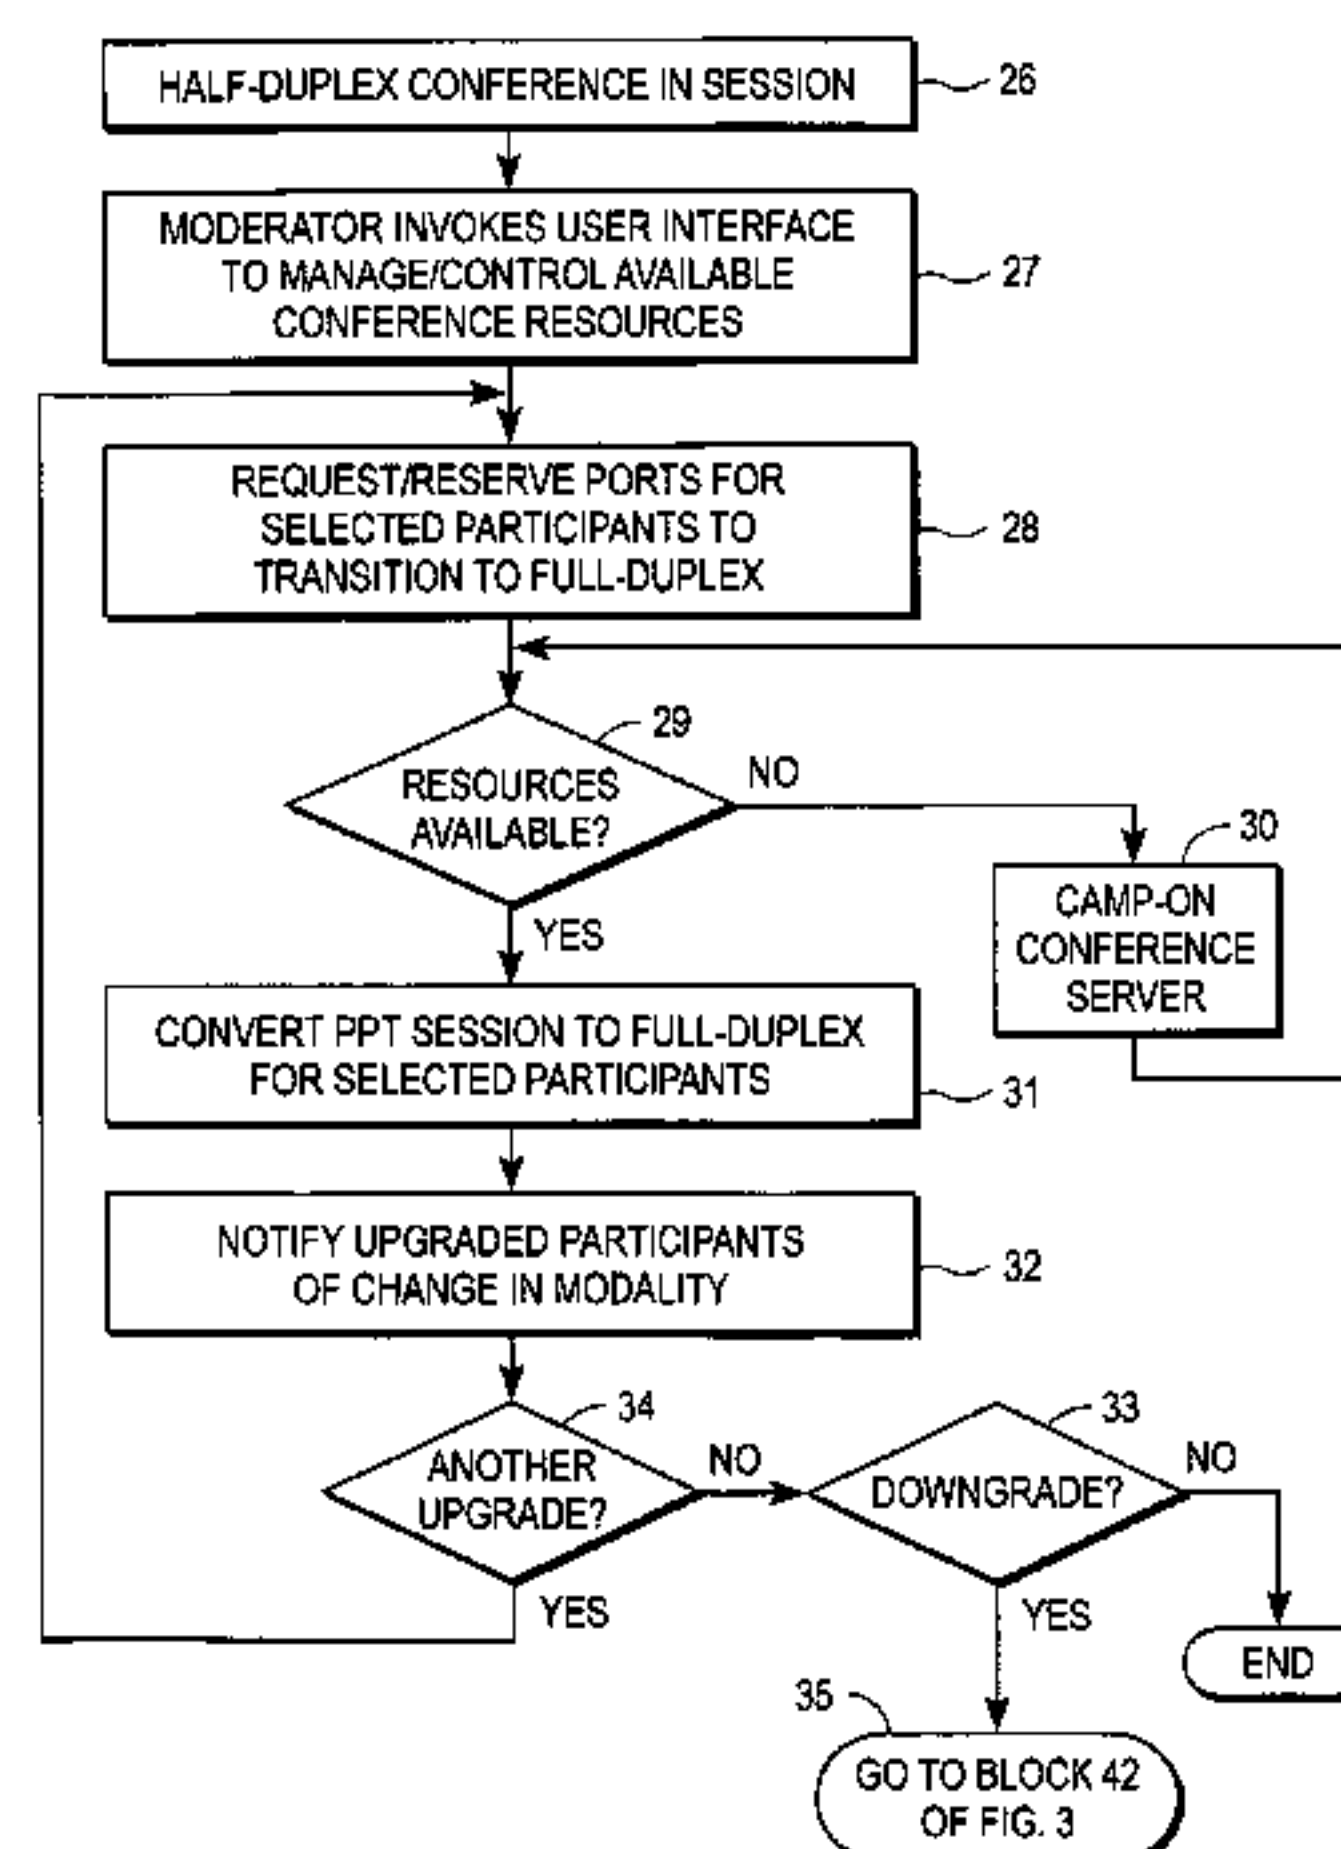 HALF-DUPLEX CONFERENCE IN SESSION
26
MODERATOR INVOKES USER INTERFACE
TO MANAGE/CONTROL AVAILABLE
CONFERENCE RESOURCES
27
REQUEST/RESERVE PORTS FOR
SELECTED PARTICIPANTS TO
TRANSITION TO FULL-DUPLEX
28
29
RESOURCES
AVAILABLE?
NO
YES
30
CAMP-ON
CONFERENCE
SERVER
CONVERT PPT SESSION TO FULL-DUPLEX
FOR SELECTED PARTICIPANTS
31
NOTIFY UPGRADED PARTICIPANTS
OF CHANGE IN MODALITY
32
34
ANOTHER
UPGRADE?
NO
YES
33
DOWNGRADE?
NO
YES
END
35
GO TO BLOCK 42
OF FIG. 3